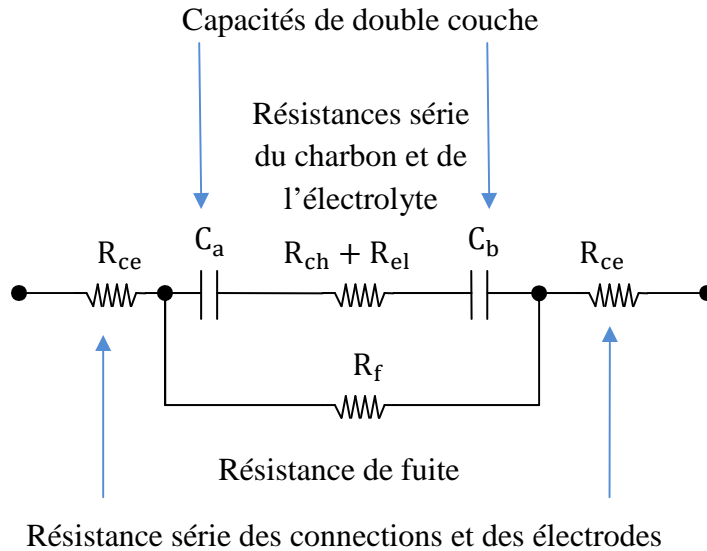 Capacités de double couche
Résistances série
du charbon et de
l’électrolyte
R_ce
C_a
R_ch + R_el
C_b
R_ce
R_f
Résistance de fuite
Résistance série des connections et des électrodes